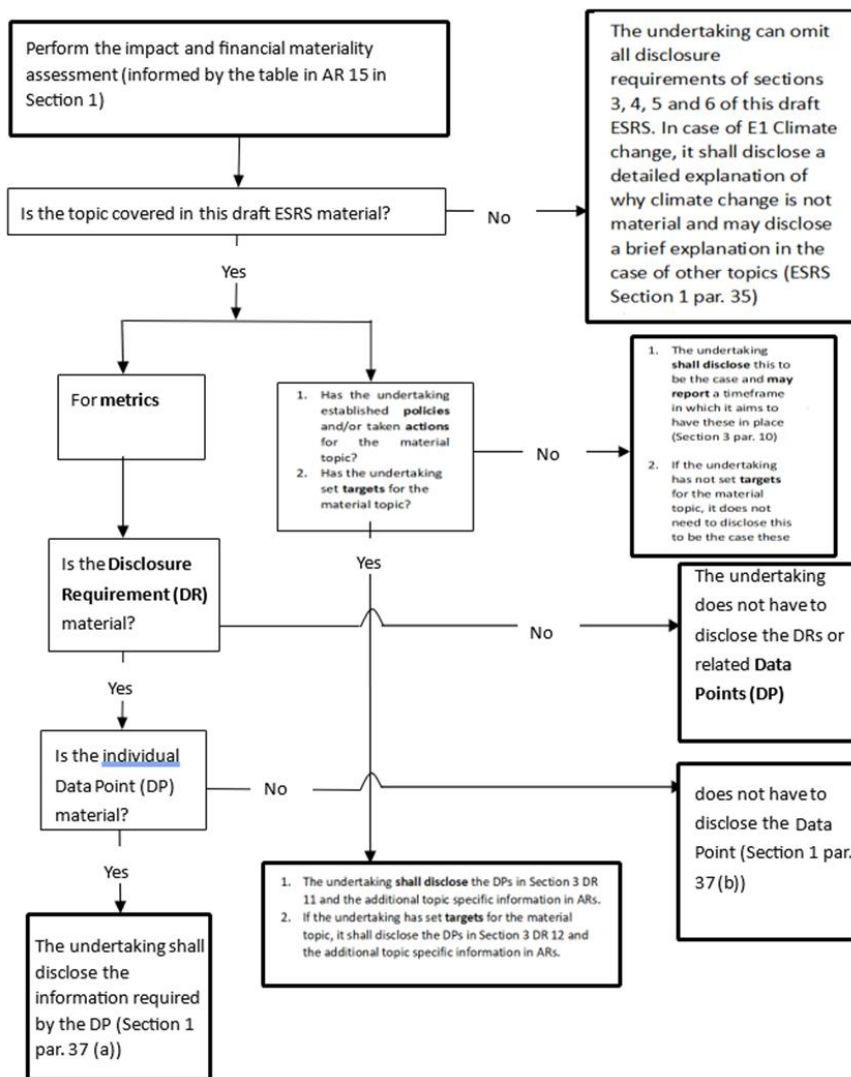 Perform the impact and financial materiality
assessment (informed by the table in AR 15 in
Section 1)
The undertaking can omit
all disclosure
requirements of sections
3, 4, 5 and 6 of this draft
ESRS. In case of E1 Climate
change, it shall disclose a
detailed explanation of
why climate change is not
material and may disclose
a brief explanation in the
case of other topics (ESRS
Section 1 par. 35)
Is the topic covered in this draft ESRS material?
No
Yes
For metrics
1. Has the undertaking
established policies
and/or taken actions
for the material
topic?
2. Has the undertaking
set targets for the
material topic?
No
1. The undertaking
shall disclose this to
be the case and may
report a timeframe
in which it aims to
have these in place
(Section 3 par. 10)
2. If the undertaking
has not set targets
for the material
topic, it does not
need to disclose this
to be the case these
Is the Disclosure
Requirement (DR)
material?
Yes
No
The undertaking
does not have to
disclose the DRs or
related Data
Points (DP)
Yes
Is the individual
Data Point (DP)
material?
No
does not have to
disclose the Data
Point (Section 1 par.
37 (b))
Yes
1. The undertaking shall disclose the DPs in Section 3 DR
11 and the additional topic specific information in ARs.
2. If the undertaking has set targets for the material
topic, it shall disclose the DPs in Section 3 DR 12 and
the additional topic specific information in ARs.
The undertaking shall
disclose the
information required
by the DP (Section 1
par. 37 (a))